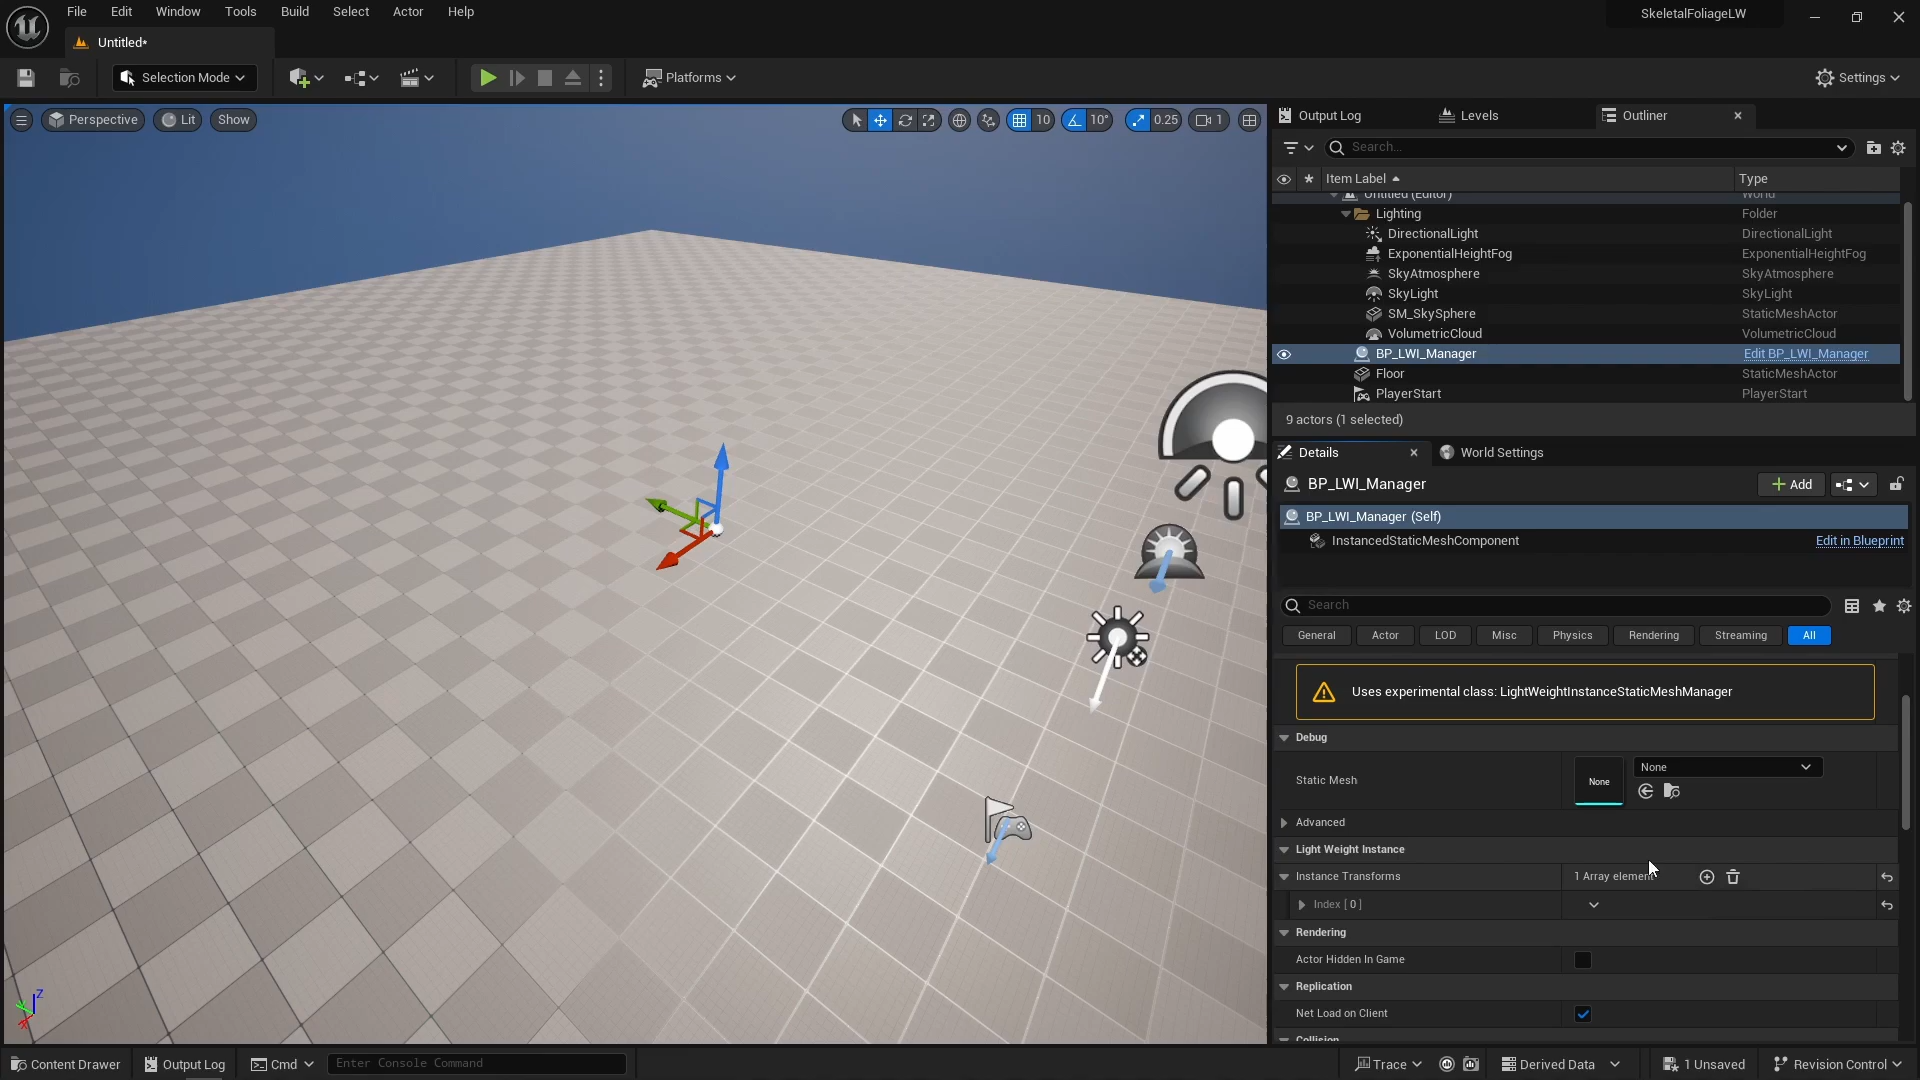 File Edit Window Tools Build Select Actor Help
SkeletalFoliageLW
Untitled*
Selection Mode
Platforms
Settings
Perspective Lit Show
10 10° 0.25 1
Output Log Levels Outliner
Search...
Item Label Type
Untitled (Editor) World
Lighting Folder
DirectionalLight DirectionalLight
ExponentialHeightFog ExponentialHeightFog
SkyAtmosphere SkyAtmosphere
SkyLight SkyLight
SM_SkySphere StaticMeshActor
VolumetricCloud VolumetricCloud
BP_LWI_Manager Edit BP_LWI_Manager
Floor StaticMeshActor
PlayerStart PlayerStart
9 actors (1 selected)
Details World Settings
BP_LWI_Manager
Add
BP_LWI_Manager (Self)
InstancedStaticMeshComponent Edit in Blueprint
Search
General Actor LOD Misc Physics Rendering Streaming All
Uses experimental class: LightWeightInstanceStaticMeshManager
Debug
Static Mesh None None
Advanced
Light Weight Instance
Instance Transforms 1 Array element
Index [ 0 ]
Rendering
Actor Hidden In Game
Replication
Net Load on Client
Collision
Z
Content Drawer Output Log Cmd Enter Console Command
Trace Derived Data 1 Unsaved Revision Control